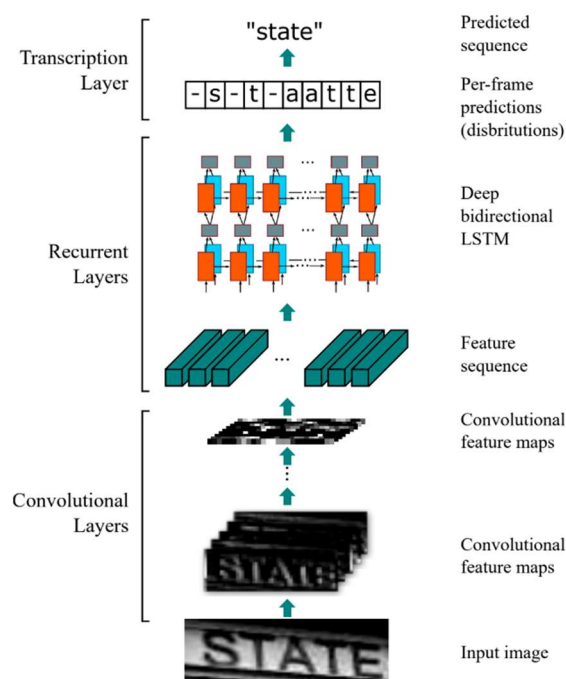 "state"
Predicted
sequence
Transcription
Layer
- s - t - a a t t e
Per-frame
predictions
(disbritutions)
Recurrent
Layers
...
...
Deep
bidirectional
LSTM
...
Feature
sequence
Convolutional
Layers
Convolutional
feature maps
...
STATE
Convolutional
feature maps
STATE
Input image